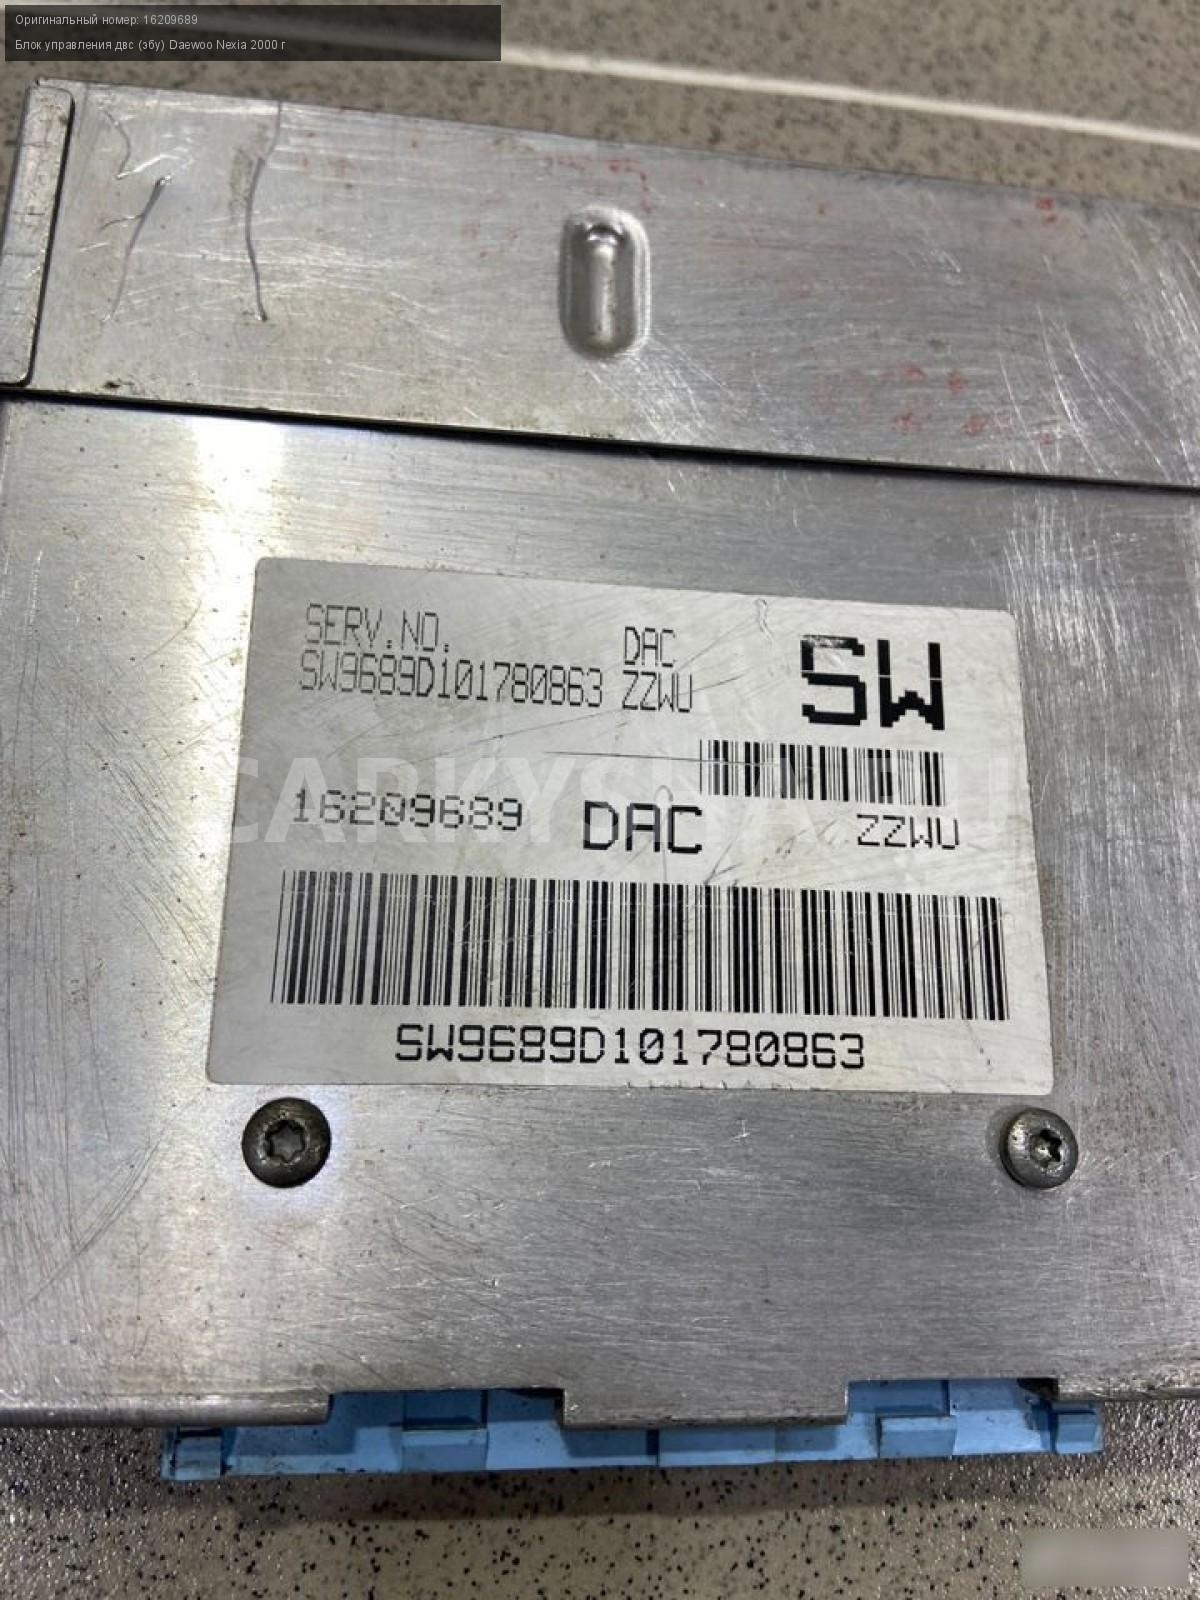 Оригинальный номер: 16209689
Блок управления двс (эбу) Daewoo Nexia 2000 г
SERV.NO.
SW9689D101780863
DAC
ZZWU
SW
16209689 DAC ZZWU
SW9689D101780863